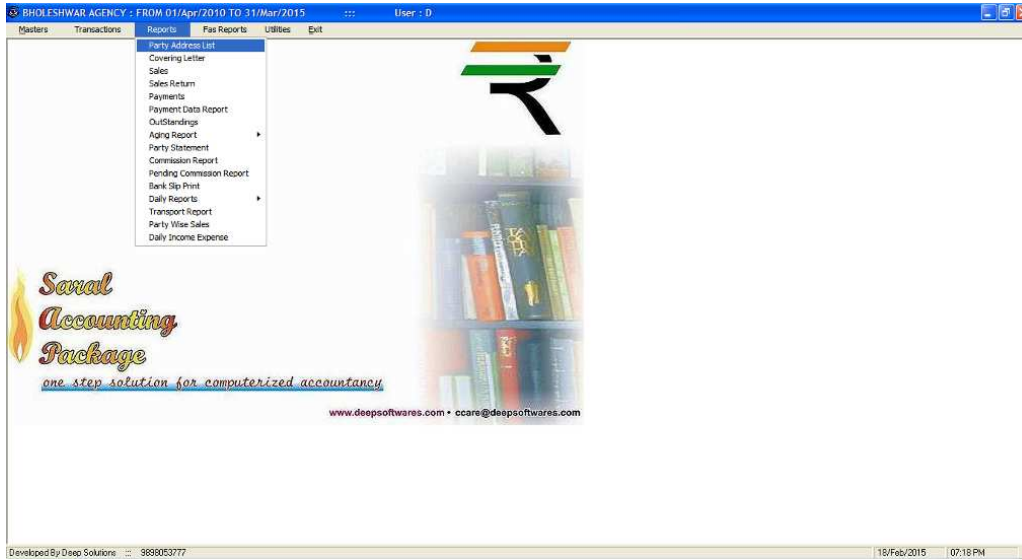 BHOLESHWAR AGENCY : FROM 01/Apr/2010 TO 31/Mar/2015 ::: User : D
Masters Transactions Reports Fas Reports Utilities Exit
Party Address List
Covering Letter
Sales
Sales Return
Payments
Payment Data Report
OutStandings
Aging Report
Party Statement
Commission Report
Pending Commission Report
Bank Slip Print
Daily Reports
Transport Report
Party Wise Sales
Daily Income Expense
Saral
Accounting
Package
one step solution for computerized accountancy
www.deepsoftwares.com • ccare@deepsoftwares.com
Developed By Deep Solutions ::: 9898053777 18/Feb/2015 07:18 PM